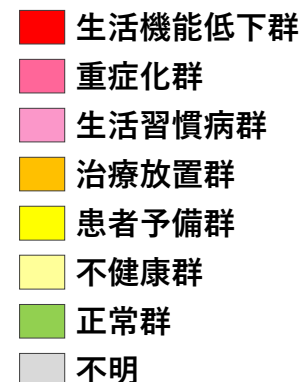 生活機能低下群
重症化群
生活習慣病群
治療放置群
患者予備群
不健康群
正常群
不明